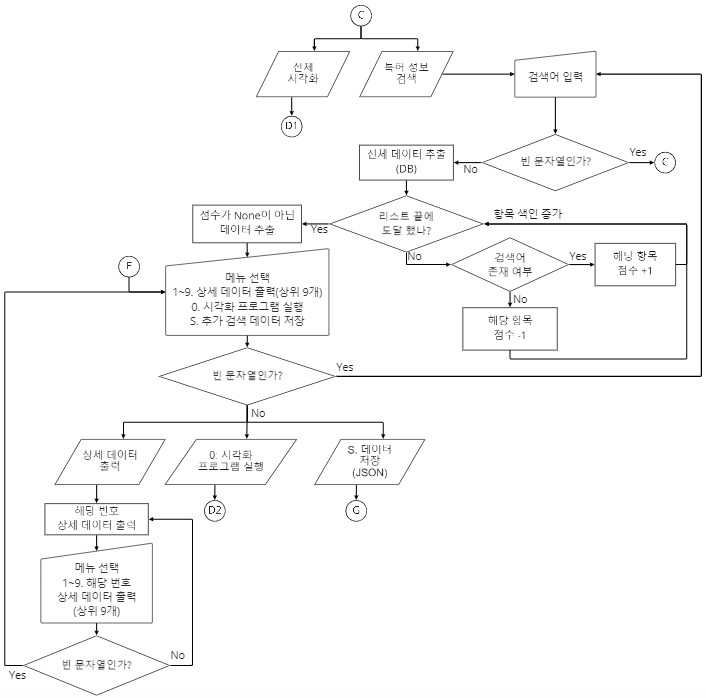 C
전체
시각화
특허 정보
검색
검색어 입력
D1
빈 문자열인가?
Yes
C
No
상세 데이터 추출
(DB)
리스트 끝에
도달 했나?
항목 색인 증가
Yes
점수가 None이 아닌
데이터 추출
No
검색어
존재 여부
Yes
해당 항목
점수 +1
No
해당 항목
점수 -1
F
메뉴 선택
1~9. 상세 데이터 출력(상위 9개)
0. 시각화 프로그램 실행
S. 추가 검색 데이터 저장
빈 문자열인가?
Yes
No
상세 데이터
출력
0: 시각화
프로그램 실행
S. 데이터
저장
(JSON)
D2
G
해당 번호
상세 데이터 출력
메뉴 선택
1~9. 해당 번호
상세 데이터 출력
(상위 9개)
빈 문자열인가?
No
Yes